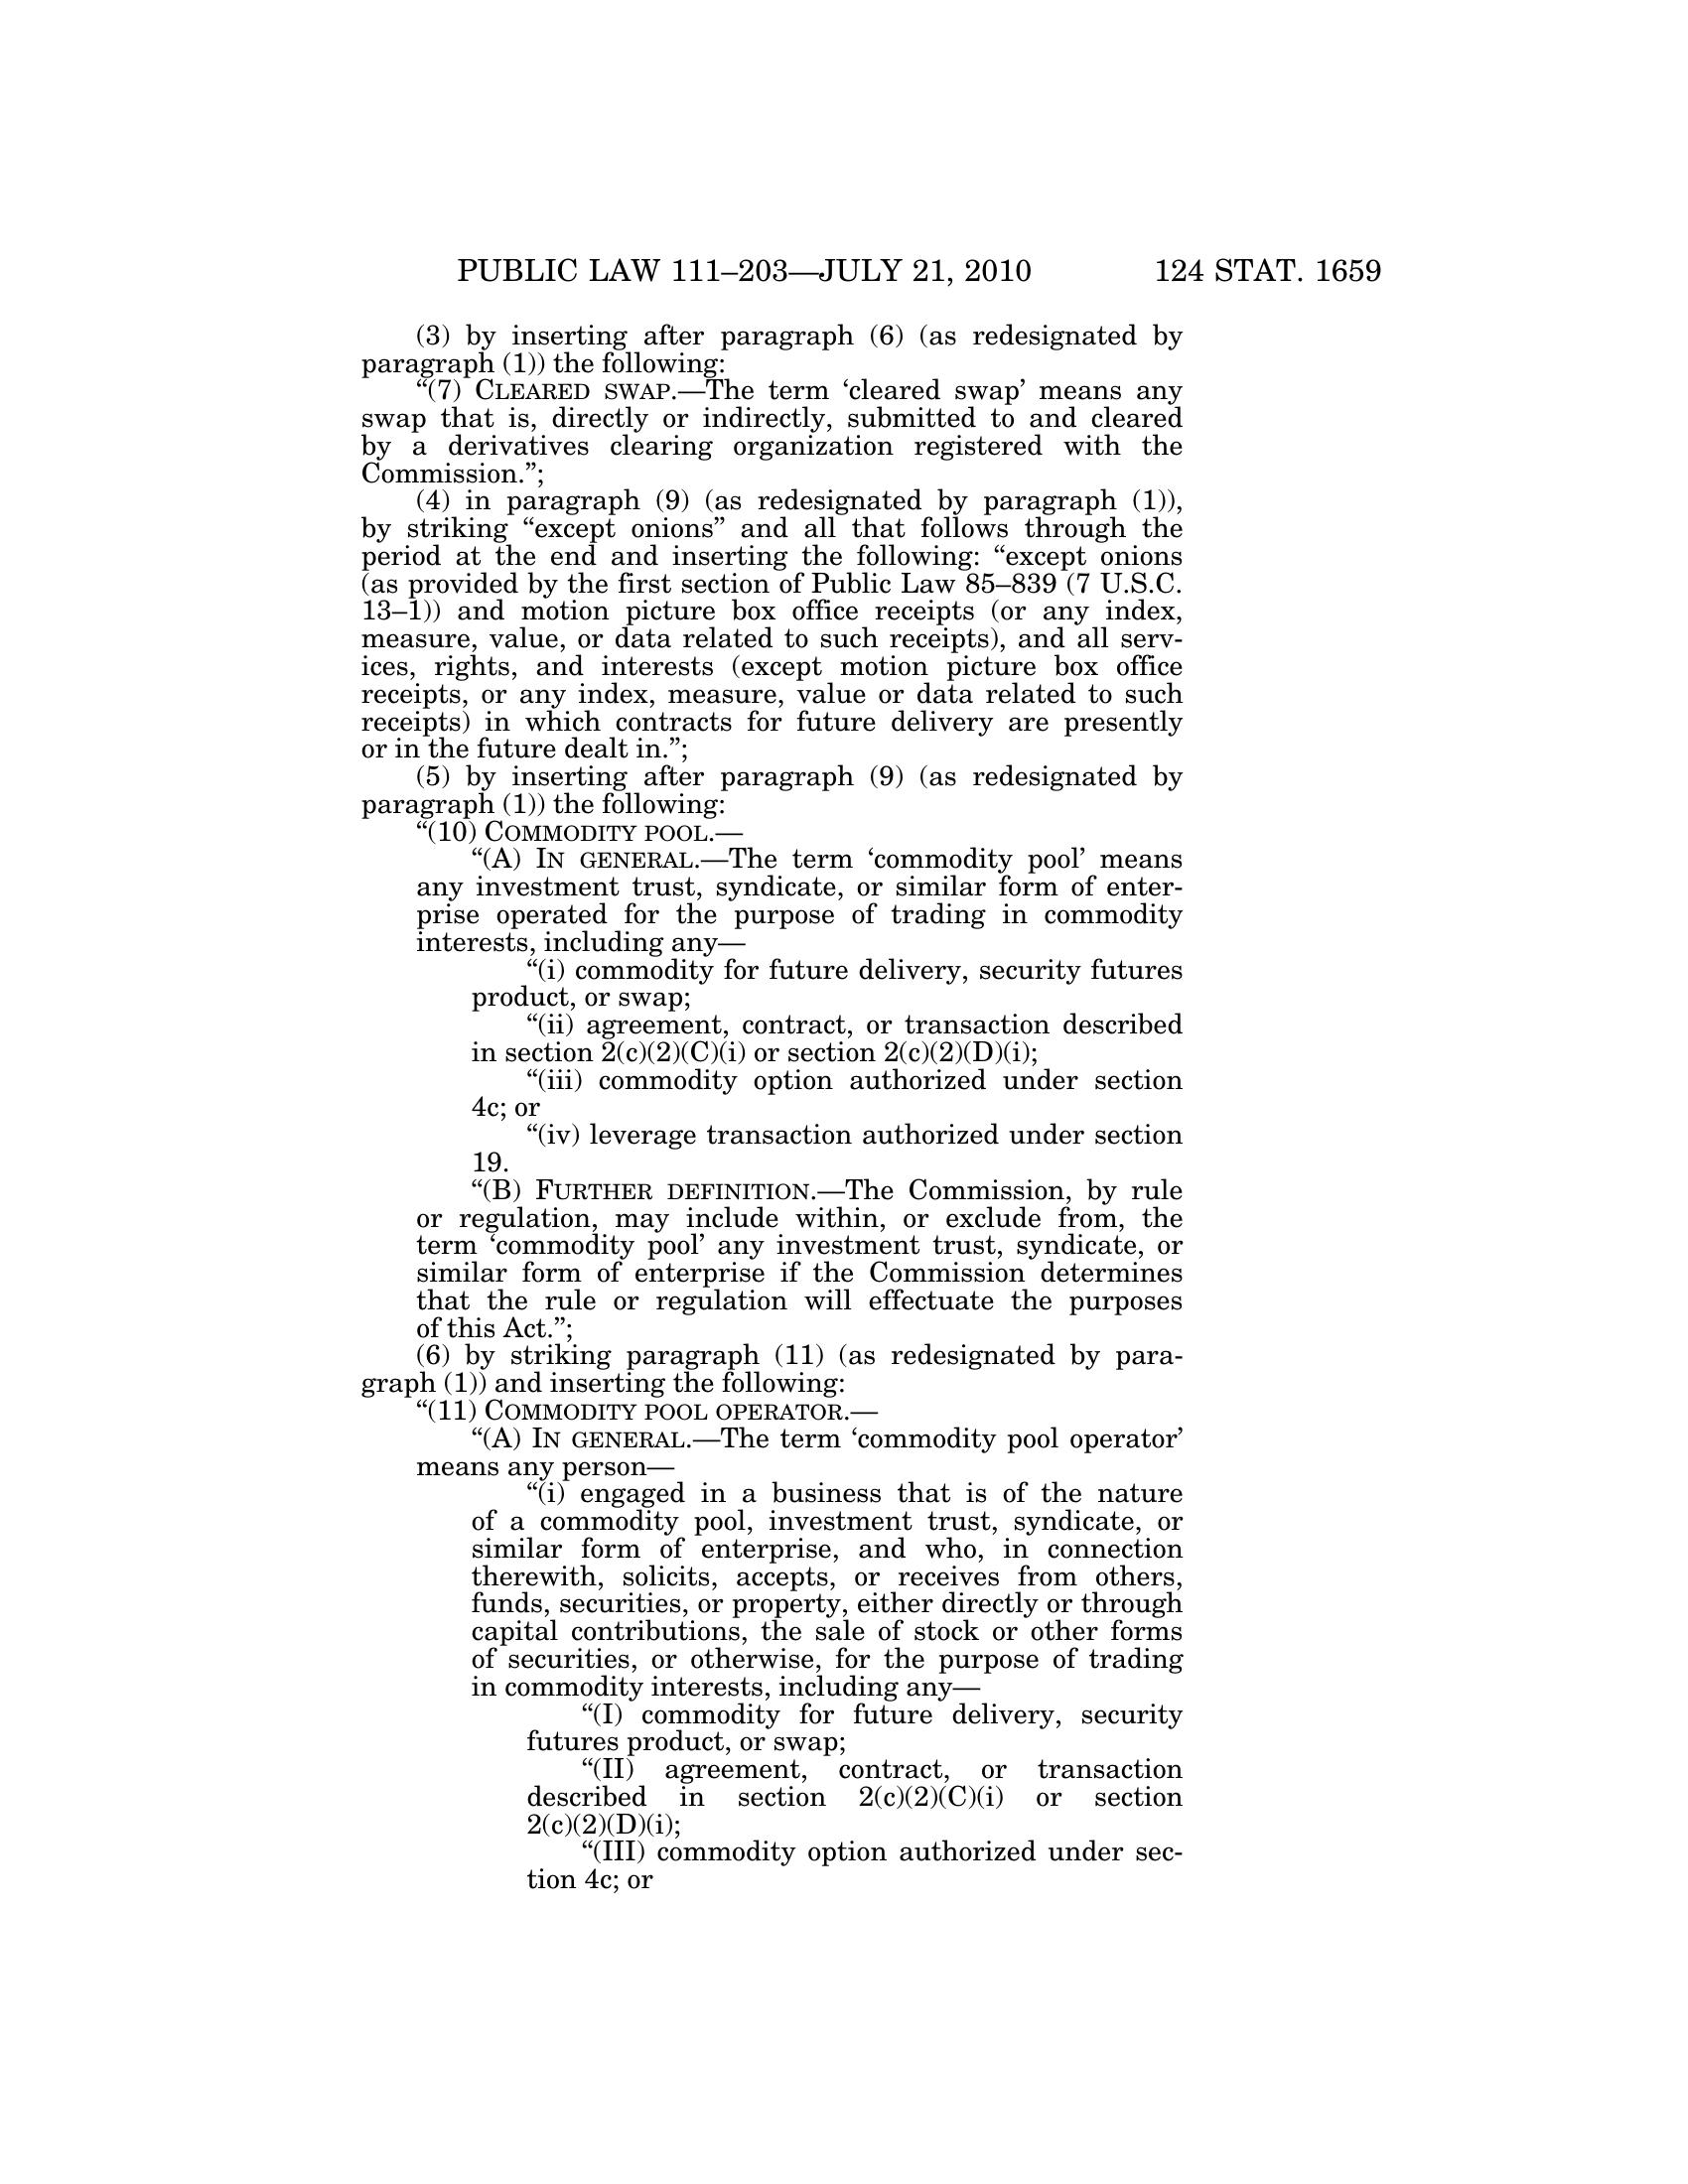 PUBLIC LAW 111–203—JULY 21, 2010 124 STAT. 1659
(3) by inserting after paragraph (6) (as redesignated by
paragraph (1)) the following:
“(7) CLEARED SWAP.—The term ‘cleared swap’ means any
swap that is, directly or indirectly, submitted to and cleared
by a derivatives clearing organization registered with the
Commission.”;
(4) in paragraph (9) (as redesignated by paragraph (1)),
by striking “except onions” and all that follows through the
period at the end and inserting the following: “except onions
(as provided by the first section of Public Law 85–839 (7 U.S.C.
13–1)) and motion picture box office receipts (or any index,
measure, value, or data related to such receipts), and all serv-
ices, rights, and interests (except motion picture box office
receipts, or any index, measure, value or data related to such
receipts) in which contracts for future delivery are presently
or in the future dealt in.”;
(5) by inserting after paragraph (9) (as redesignated by
paragraph (1)) the following:
“(10) COMMODITY POOL.—
“(A) IN GENERAL.—The term ‘commodity pool’ means
any investment trust, syndicate, or similar form of enter-
prise operated for the purpose of trading in commodity
interests, including any—
“(i) commodity for future delivery, security futures
product, or swap;
“(ii) agreement, contract, or transaction described
in section 2(c)(2)(C)(i) or section 2(c)(2)(D)(i);
“(iii) commodity option authorized under section
4c; or
“(iv) leverage transaction authorized under section
19.
“(B) FURTHER DEFINITION.—The Commission, by rule
or regulation, may include within, or exclude from, the
term ‘commodity pool’ any investment trust, syndicate, or
similar form of enterprise if the Commission determines
that the rule or regulation will effectuate the purposes
of this Act.”;
(6) by striking paragraph (11) (as redesignated by para-
graph (1)) and inserting the following:
“(11) COMMODITY POOL OPERATOR.—
“(A) IN GENERAL.—The term ‘commodity pool operator’
means any person—
“(i) engaged in a business that is of the nature
of a commodity pool, investment trust, syndicate, or
similar form of enterprise, and who, in connection
therewith, solicits, accepts, or receives from others,
funds, securities, or property, either directly or through
capital contributions, the sale of stock or other forms
of securities, or otherwise, for the purpose of trading
in commodity interests, including any—
“(I) commodity for future delivery, security
futures product, or swap;
“(II) agreement, contract, or transaction
described in section 2(c)(2)(C)(i) or section
2(c)(2)(D)(i);
“(III) commodity option authorized under sec-
tion 4c; or